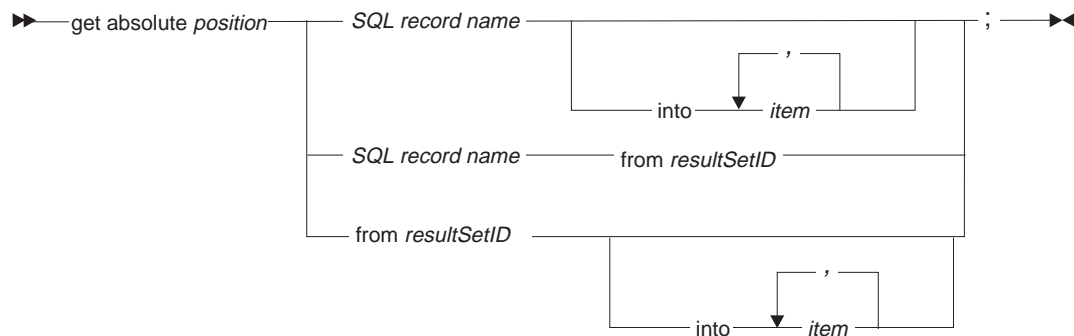 get absolute position SQL record name ;
,
into item
SQL record name from resultSetID
from resultSetID
,
into item